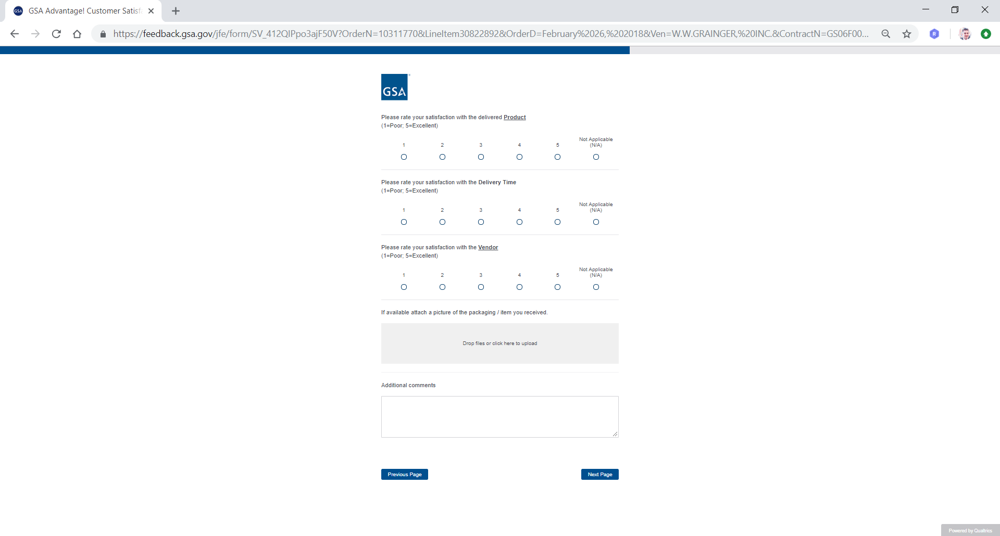 GSA
GSA Advantage! Customer Satisf
https://feedback.gsa.gov/jfe/form/SV_412QIPpo3ajF50V?OrderN=10311770&LineItem30822892&OrderD=February%2026,%202018&Ven=W.W.GRAINGER,%20INC.&ContractN=GS06F00...
R
GSA
Please rate your satisfaction with the delivered Product
(1=Poor; 5=Excellent)
Not Applicable
1 2 3 4 5 (N/A)
Please rate your satisfaction with the Delivery Time
(1=Poor; 5=Excellent)
Not Applicable
1 2 3 4 5 (N/A)
Please rate your satisfaction with the Vendor
(1=Poor; 5=Excellent)
Not Applicable
1 2 3 4 5 (N/A)
If available attach a picture of the packaging / item you received.
Drop files or click here to upload
Additional comments
Previous Page
Next Page
Powered by Qualtrics